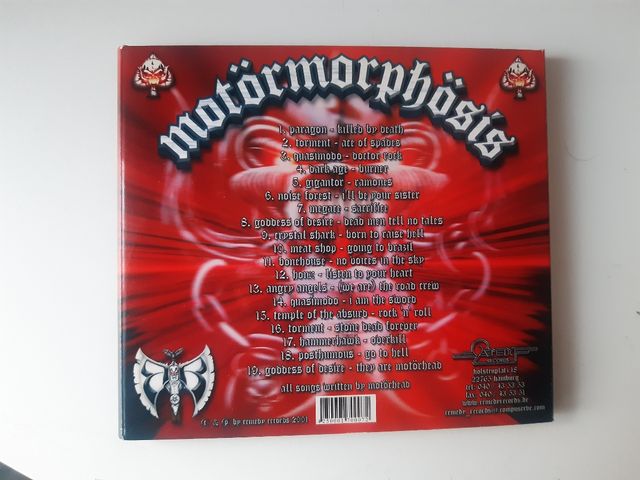 motörmorphösis
1. paragon - killed by death
2. torment - ace of spades
3. quasimodo - doctor rock
4. dark age - burner
5. gigantor - ramones
6. noise forest - i'll be your sister
7. megace - sacrifice
8. goddess of desire - dead men tell no tales
9. crystal shark - born to raise hell
10. meat shop - going to brazil
11. bonehouse - no voices in the sky
12. - listen to your heart
13. angry angels - (we are) the road crew
14. quasimodo - i am the sword
15. temple of the absurd - rock 'n' roll
16. torment - stone dead forever
17. hammerhawk - overkill
18. posthumous - go to hell
19. goddess of desire - they are motörhead
all songs written by motörhead
c. & p. by remedy records 2001
records
holstenplatz
22765 hamburg
www.remedyrecords.de